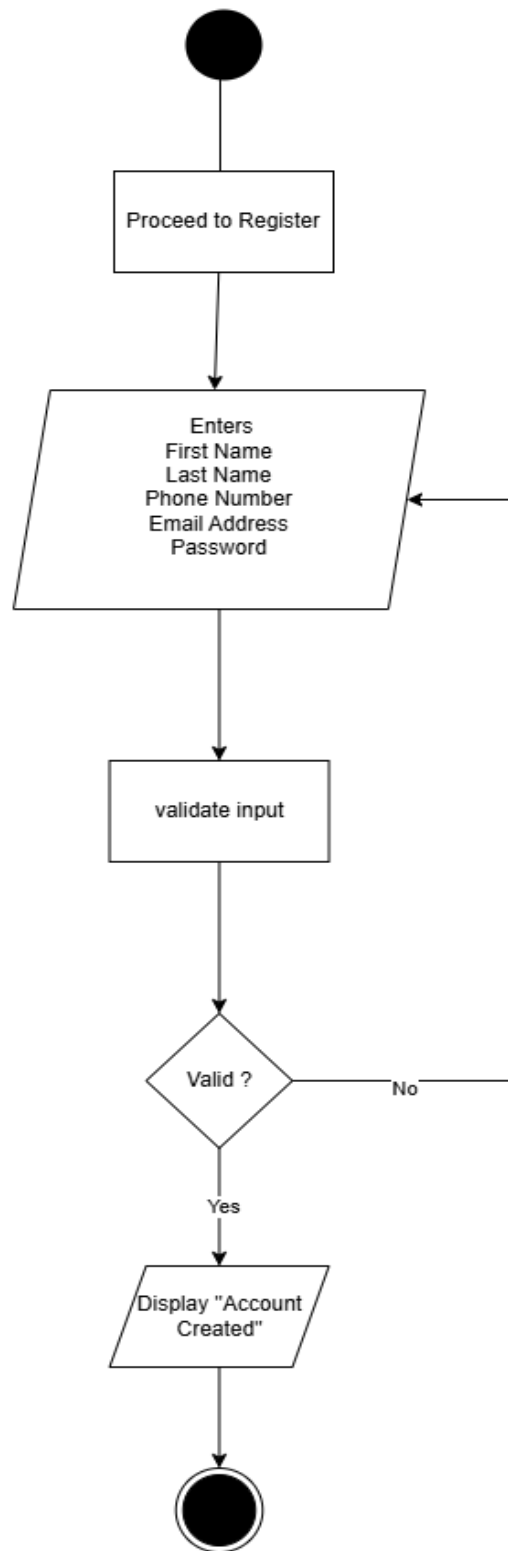 Proceed to Register
Enters
First Name
Last Name
Phone Number
Email Address
Password
validate input
Valid ?
No
Yes
Display "Account
Created"